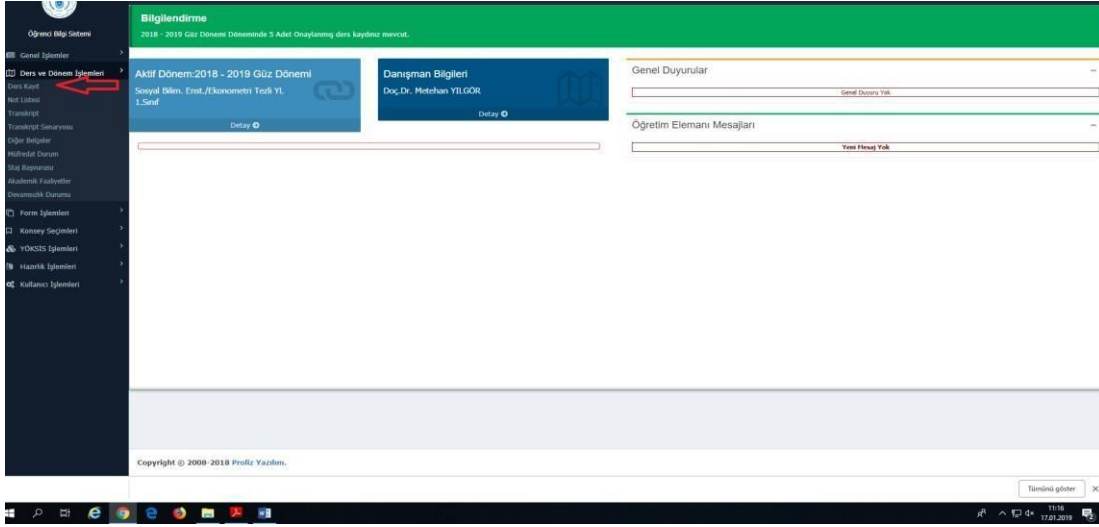 Öğrenci Bilgi Sistemi
Genel İşlemler
Ders ve Dönem İşlemleri
Ders Kayıt
Not Listesi
Transkript
Transkript Senaryosu
Diğer Belgeler
Müfredat Durum
Staj Başvurusu
Akademik Faaliyetler
Devamsızlık Durumu
Form İşlemleri
Konsey Seçimleri
YÖKSİS İşlemleri
Hazırlık İşlemleri
Kullanıcı İşlemleri
Bilgilendirme
2018 - 2019 Güz Dönemi Döneminde 5 Adet Onaylanmış ders kaydınız mevcut.
Aktif Dönem:2018 - 2019 Güz Dönemi
Sosyal Bilim. Enst./Ekonometri Tezli YL
1.Sınıf
Detay
Danışman Bilgileri
Doç.Dr. Metehan YILGÖR
Detay
Genel Duyurular
Genel Duyuru Yok
Öğretim Elemanı Mesajları
Yeni Mesaj Yok
Copyright © 2008-2018 Proliz Yazılım.
Tümünü göster
11:16
17.01.2019